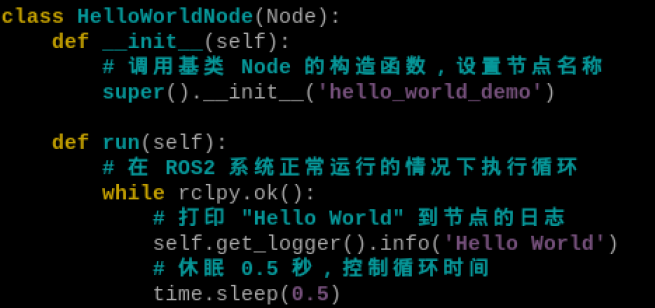 class HelloWorldNode(Node):
    def __init__(self):
        # 调用基类 Node 的构造函数，设置节点名称
        super().__init__('hello_world_demo')

    def run(self):
        # 在 ROS2 系统正常运行的情况下执行循环
        while rclpy.ok():
            # 打印 "Hello World" 到节点的日志
            self.get_logger().info('Hello World')
            # 休眠 0.5 秒，控制循环时间
            time.sleep(0.5)